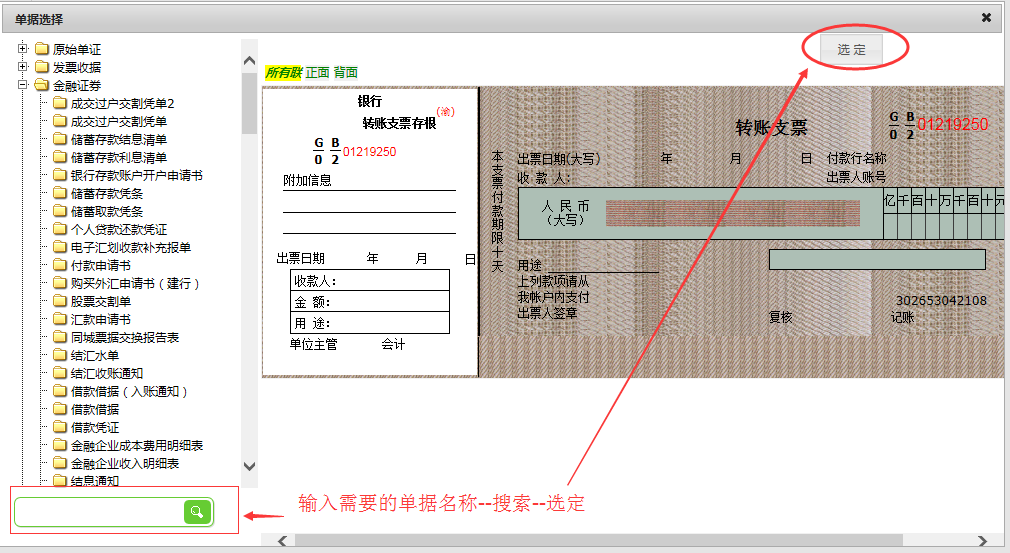 单据选择
原始单证
发票收据
金融证券
成交过户交割凭单2
成交过户交割凭单
储蓄存款结息清单
储蓄存款利息清单
银行存款账户开户申请书
储蓄存款凭条
储蓄取款凭条
个人贷款还款凭证
电子汇划收款补充报单
付款申请书
购买外汇申请书（建行）
股票交割单
汇款申请书
同城票据交换报告表
结汇水单
结汇收账通知
借款借据（入账通知）
借款借据
借款凭证
金融企业成本费用明细表
金融企业收入明细表
结息通知
选 定
所有联 正面 背面
银行
(渝)
转账支票存根
G B
0 2 01219250
附加信息
出票日期 年 月 日
收款人：
金 额：
用 途：
单位主管 会计
本支票付款期限十天
转账支票
G B
0 2 01219250
出票日期(大写) 年 月 日 付款行名称
收 款 人： 出票人账号
人 民 币
（大写）
亿千百十万千百十元
用途
上列款项请从
我帐户内支付
出票人签章
302653042108
复核 记账
输入需要的单据名称--搜索--选定